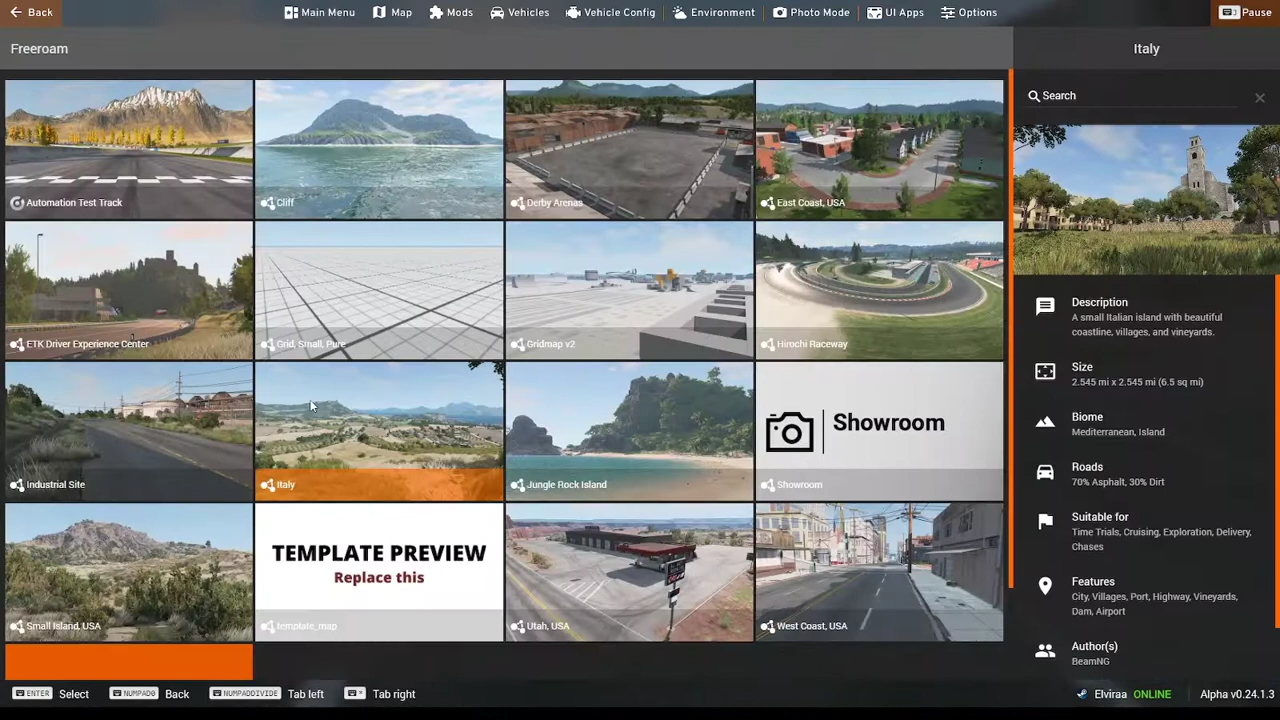 Back
Main Menu
Map
Mods
Vehicles
Vehicle Config
Environment
Photo Mode
UI Apps
Options
Pause
Freeroam
Italy
Search
Automation Test Track
Cliff
Derby Arenas
East Coast, USA
ETK Driver Experience Center
Grid, Small, Pure
Gridmap v2
Hirochi Raceway
Industrial Site
Italy
Jungle Rock Island
Showroom
Showroom
Small Island, USA
TEMPLATE PREVIEW
Replace this
template_map
Utah, USA
West Coast, USA
Description
A small Italian island with beautiful
coastline, villages, and vineyards.
Size
2.545 mi x 2.545 mi (6.5 sq mi)
Biome
Mediterranean, Island
Roads
70% Asphalt, 30% Dirt
Suitable for
Time Trials, Cruising, Exploration, Delivery,
Chases
Features
City, Villages, Port, Highway, Vineyards,
Dam, Airport
Author(s)
BeamNG
ENTER Select
NUMPAD0 Back
NUMPADDIVIDE Tab left
Tab right
Elviraa ONLINE
Alpha v0.24.1.3